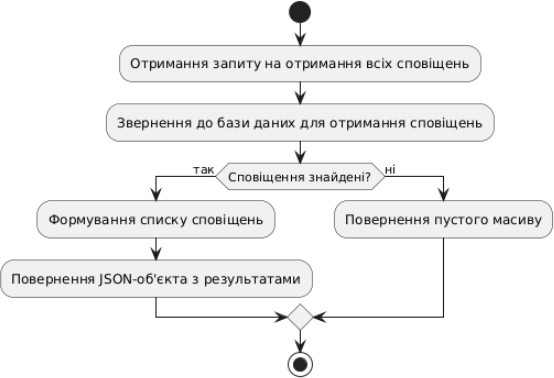 Отримання запиту на отримання всіх сповіщень
Звернення до бази даних для отримання сповіщень
так
Сповіщення знайдені?
ні
Формування списку сповіщень
Повернення пустого масиву
Повернення JSON-об'єкта з результатами